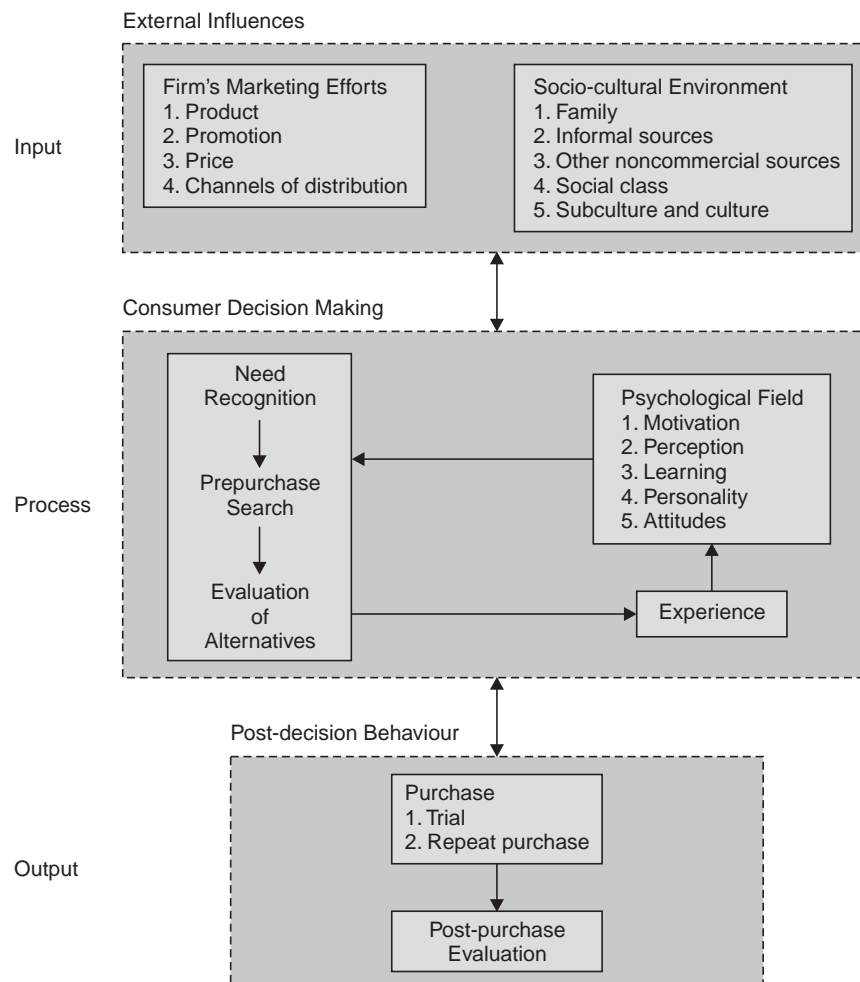 External Influences
Input
Firm's Marketing Efforts
1. Product
2. Promotion
3. Price
4. Channels of distribution
Socio-cultural Environment
1. Family
2. Informal sources
3. Other noncommercial sources
4. Social class
5. Subculture and culture
Consumer Decision Making
Process
Need
Recognition
Prepurchase
Search
Evaluation
of
Alternatives
Psychological Field
1. Motivation
2. Perception
3. Learning
4. Personality
5. Attitudes
Experience
Post-decision Behaviour
Output
Purchase
1. Trial
2. Repeat purchase
Post-purchase
Evaluation